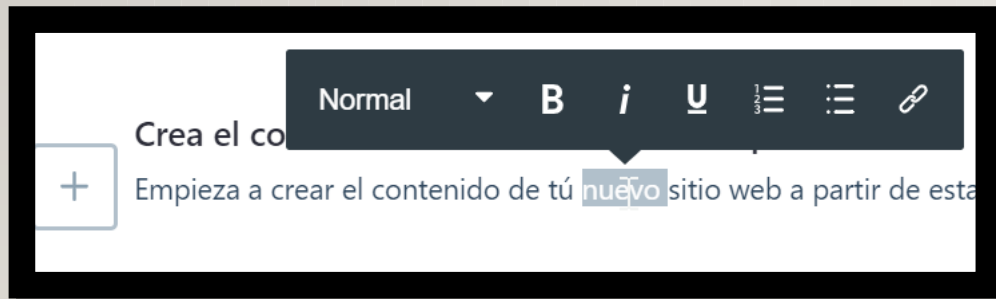 Normal B i U
Crea el co
Empieza a crear el contenido de tú nuevo sitio web a partir de esta